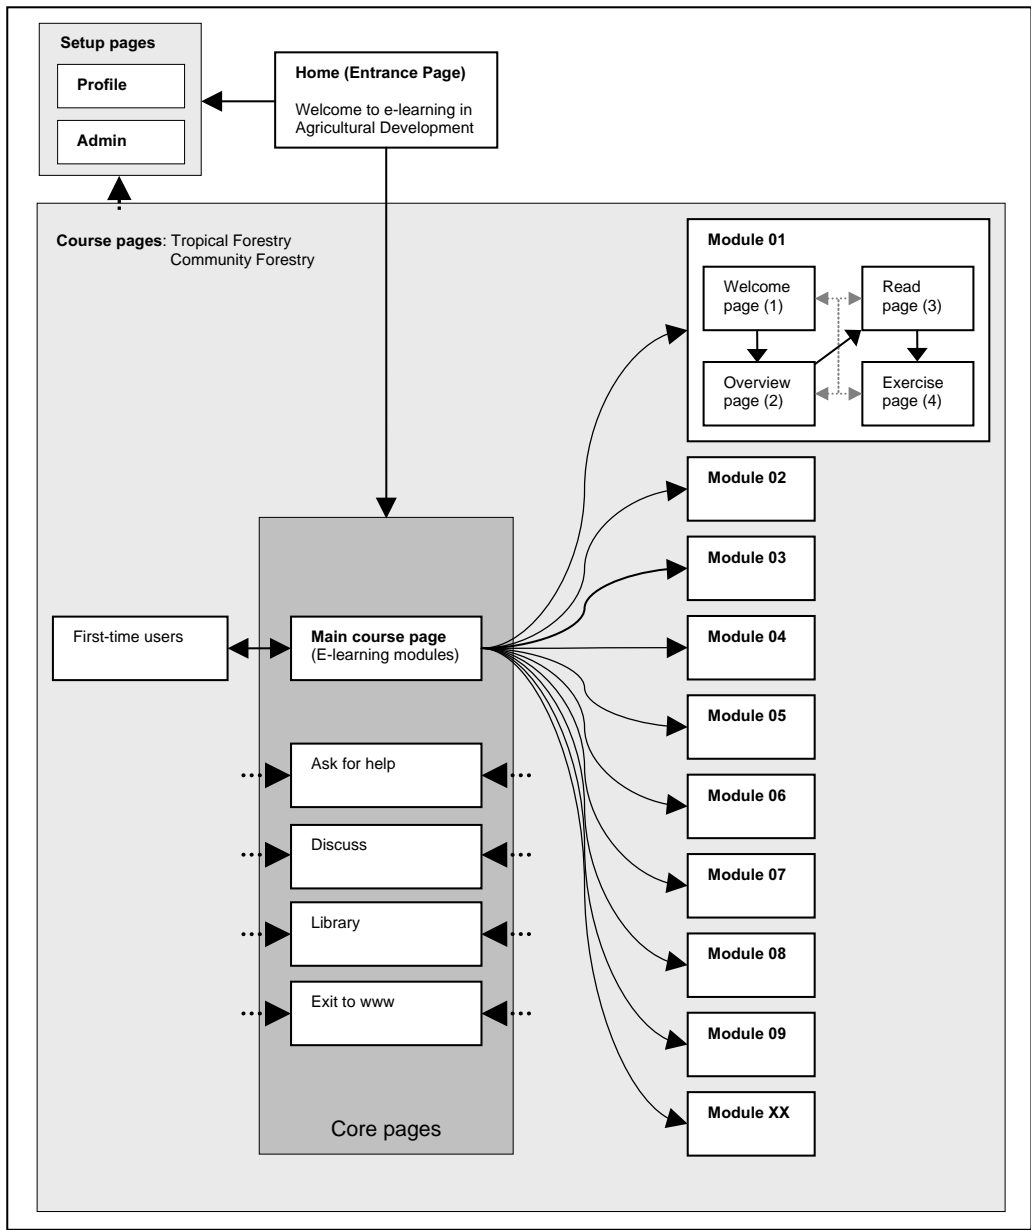 Setup pages
Profile
Admin
Home (Entrance Page)
Welcome to e-learning in
Agricultural Development
Course pages: Tropical Forestry
Community Forestry
Module 01
Welcome
page (1)
Read
page (3)
Overview
page (2)
Exercise
page (4)
Module 02
Module 03
First-time users
Main course page
(E-learning modules)
Module 04
Module 05
Ask for help
Module 06
Discuss
Module 07
Library
Module 08
Exit to www
Module 09
Module XX
Core pages